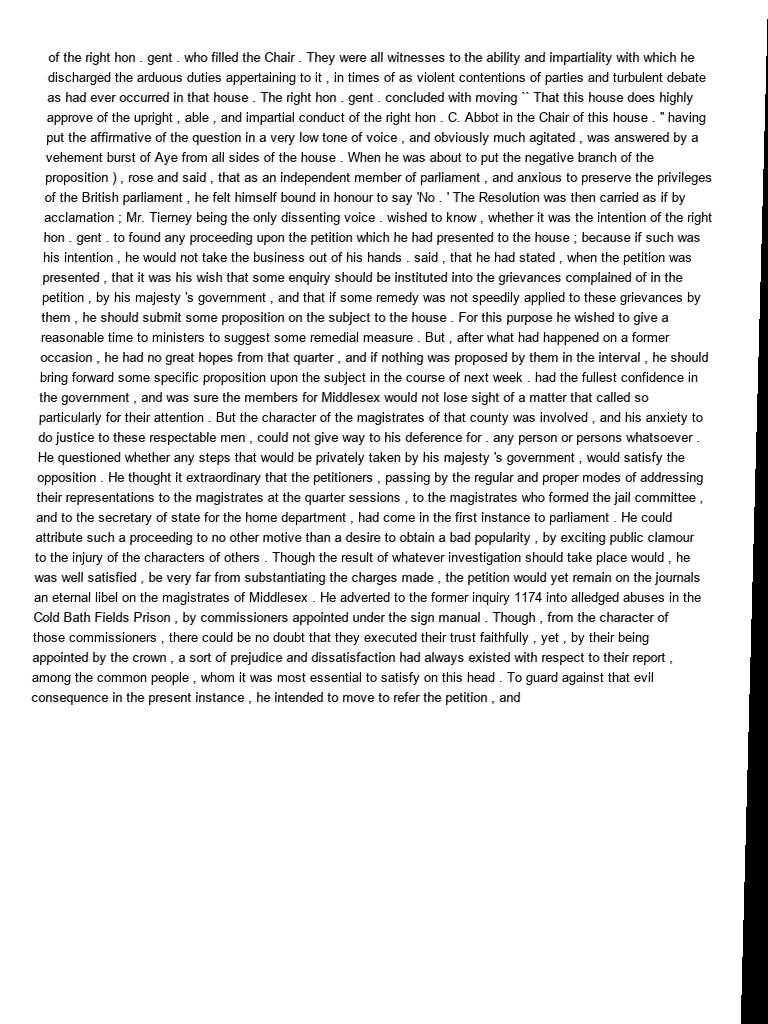 of the right hon . gent . who filled the Chair . They were all witnesses to the ability and impartiality with which he
discharged the arduous duties appertaining to it , in times of as violent contentions of parties and turbulent debate
as had ever occurred in that house . The right hon . gent . concluded with moving `` That this house does highly
approve of the upright , able , and impartial conduct of the right hon . C. Abbot in the Chair of this house . '' having
put the affirmative of the question in a very low tone of voice , and obviously much agitated , was answered by a
vehement burst of Aye from all sides of the house . When he was about to put the negative branch of the
proposition ) , rose and said , that as an independent member of parliament , and anxious to preserve the privileges
of the British parliament , he felt himself bound in honour to say 'No . ' The Resolution was then carried as if by
acclamation ; Mr. Tierney being the only dissenting voice . wished to know , whether it was the intention of the right
hon . gent . to found any proceeding upon the petition which he had presented to the house ; because if such was
his intention , he would not take the business out of his hands . said , that he had stated , when the petition was
presented , that it was his wish that some enquiry should be instituted into the grievances complained of in the
petition , by his majesty 's government , and that if some remedy was not speedily applied to these grievances by
them , he should submit some proposition on the subject to the house . For this purpose he wished to give a
reasonable time to ministers to suggest some remedial measure . But , after what had happened on a former
occasion , he had no great hopes from that quarter , and if nothing was proposed by them in the interval , he should
bring forward some specific proposition upon the subject in the course of next week . had the fullest confidence in
the government , and was sure the members for Middlesex would not lose sight of a matter that called so
particularly for their attention . But the character of the magistrates of that county was involved , and his anxiety to
do justice to these respectable men , could not give way to his deference for . any person or persons whatsoever .
He questioned whether any steps that would be privately taken by his majesty 's government , would satisfy the
opposition . He thought it extraordinary that the petitioners , passing by the regular and proper modes of addressing
their representations to the magistrates at the quarter sessions , to the magistrates who formed the jail committee ,
and to the secretary of state for the home department , had come in the first instance to parliament . He could
attribute such a proceeding to no other motive than a desire to obtain a bad popularity , by exciting public clamour
to the injury of the characters of others . Though the result of whatever investigation should take place would , he
was well satisfied , be very far from substantiating the charges made , the petition would yet remain on the journals
an eternal libel on the magistrates of Middlesex . He adverted to the former inquiry 1174 into alledged abuses in the
Cold Bath Fields Prison , by commissioners appointed under the sign manual . Though , from the character of
those commissioners , there could be no doubt that they executed their trust faithfully , yet , by their being
appointed by the crown , a sort of prejudice and dissatisfaction had always existed with respect to their report ,
among the common people , whom it was most essential to satisfy on this head . To guard against that evil
consequence in the present instance , he intended to move to refer the petition , and